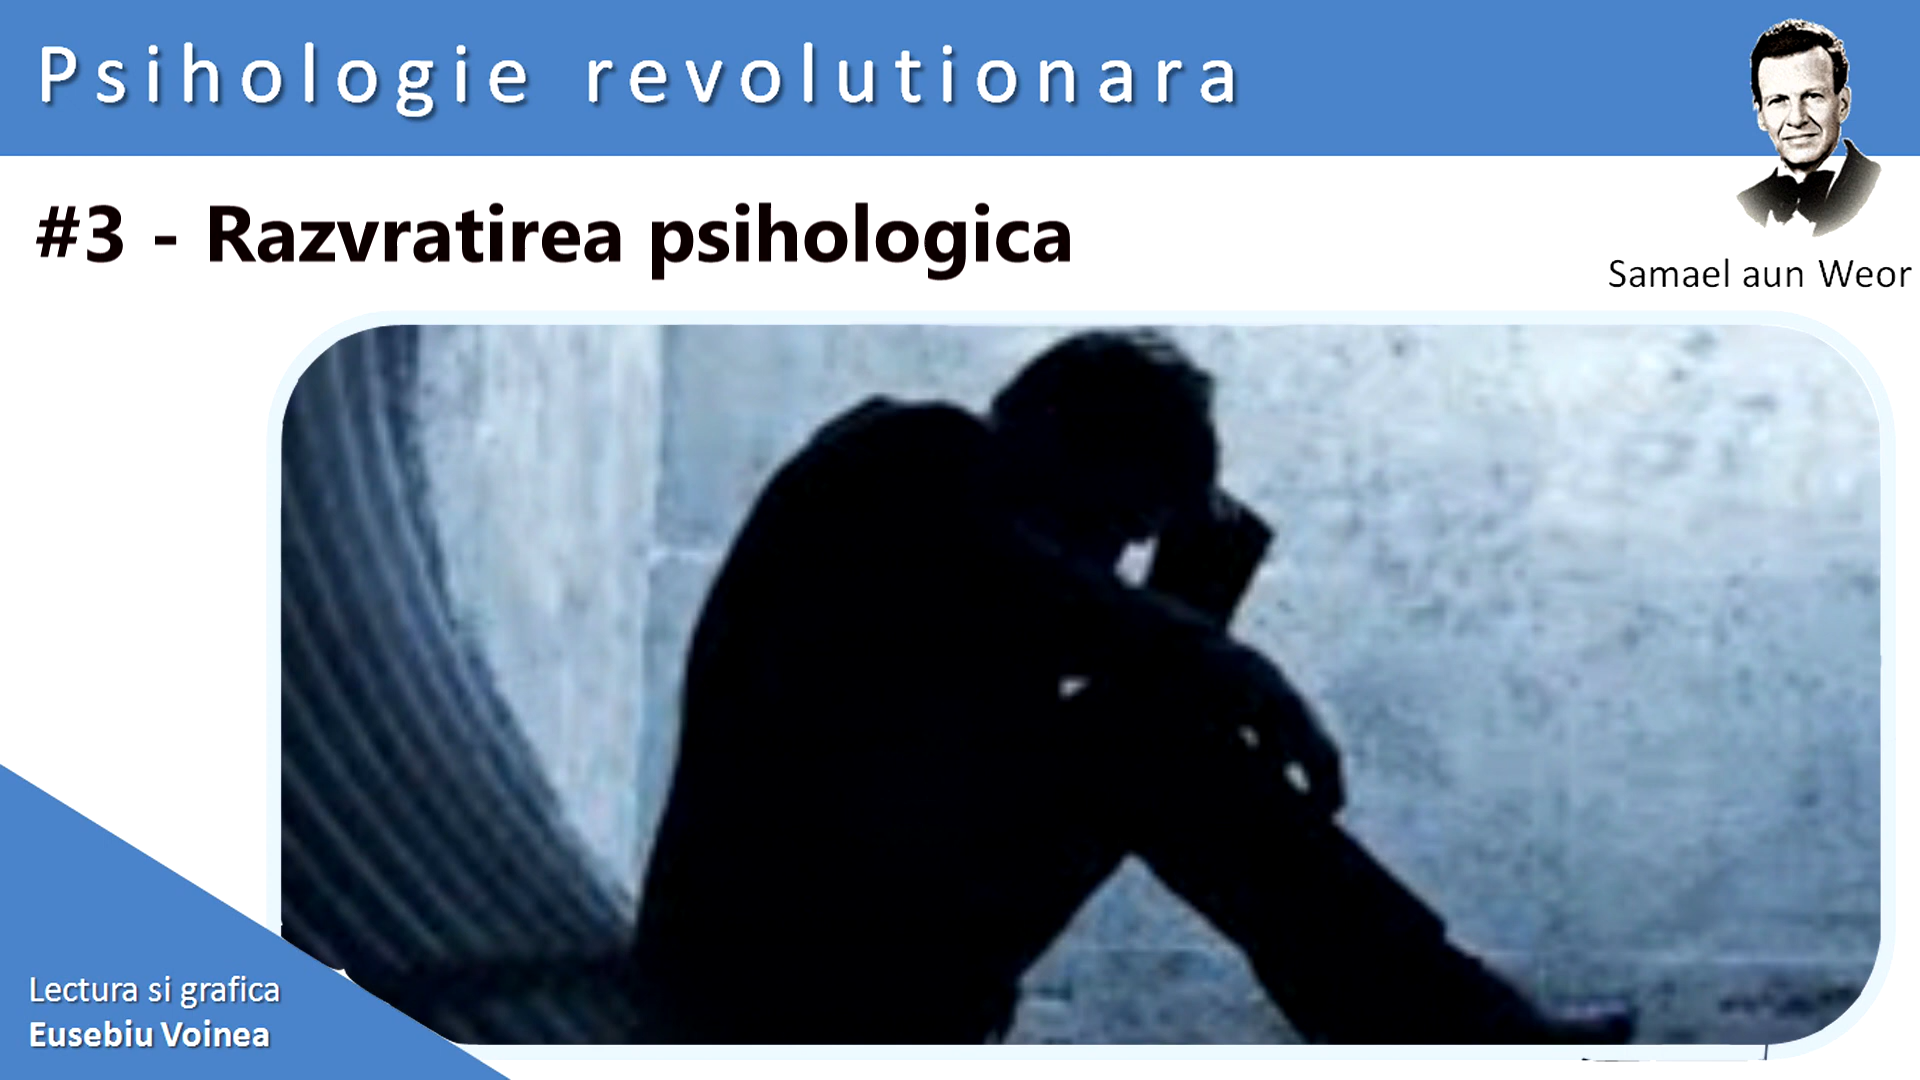 Psihologie revolutionara
#3 - Razvratirea psihologica
Samael aun Weor
Lectura si grafica
Eusebiu Voinea